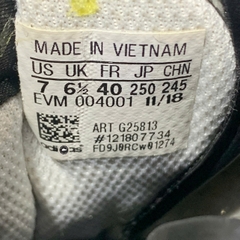 MADE IN VIETNAM
US UK FR JP CHN
7 6½ 40 250 245
EVM 004001 11/18
ART G25813
#121807734
FD9J0RCW01274